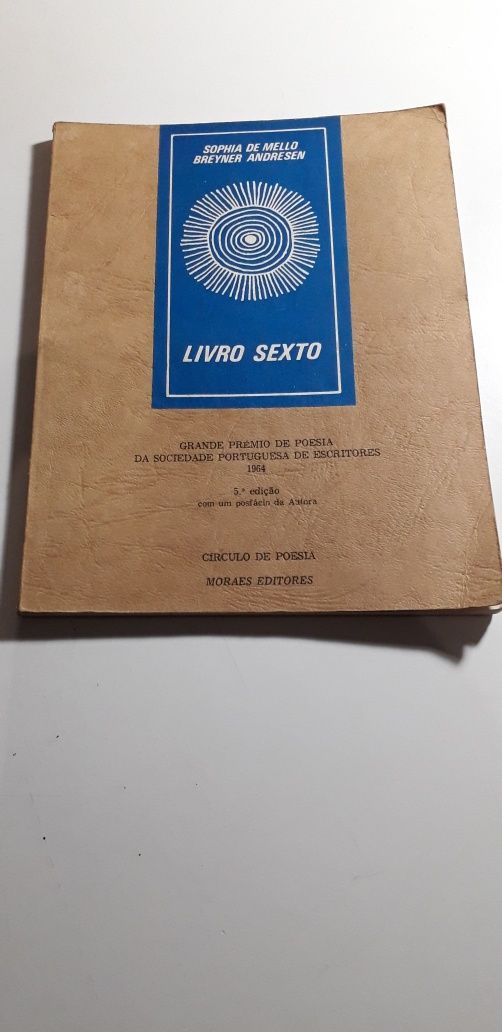 SOPHIA DE MELLO
BREYNER ANDRESEN
LIVRO SEXTO
GRANDE PRÉMIO DE POESIA
DA SOCIEDADE PORTUGUESA DE ESCRITORES
1964
5.ª edição
com um posfácio da Autora
CÍRCULO DE POESIA
MORAES EDITORES